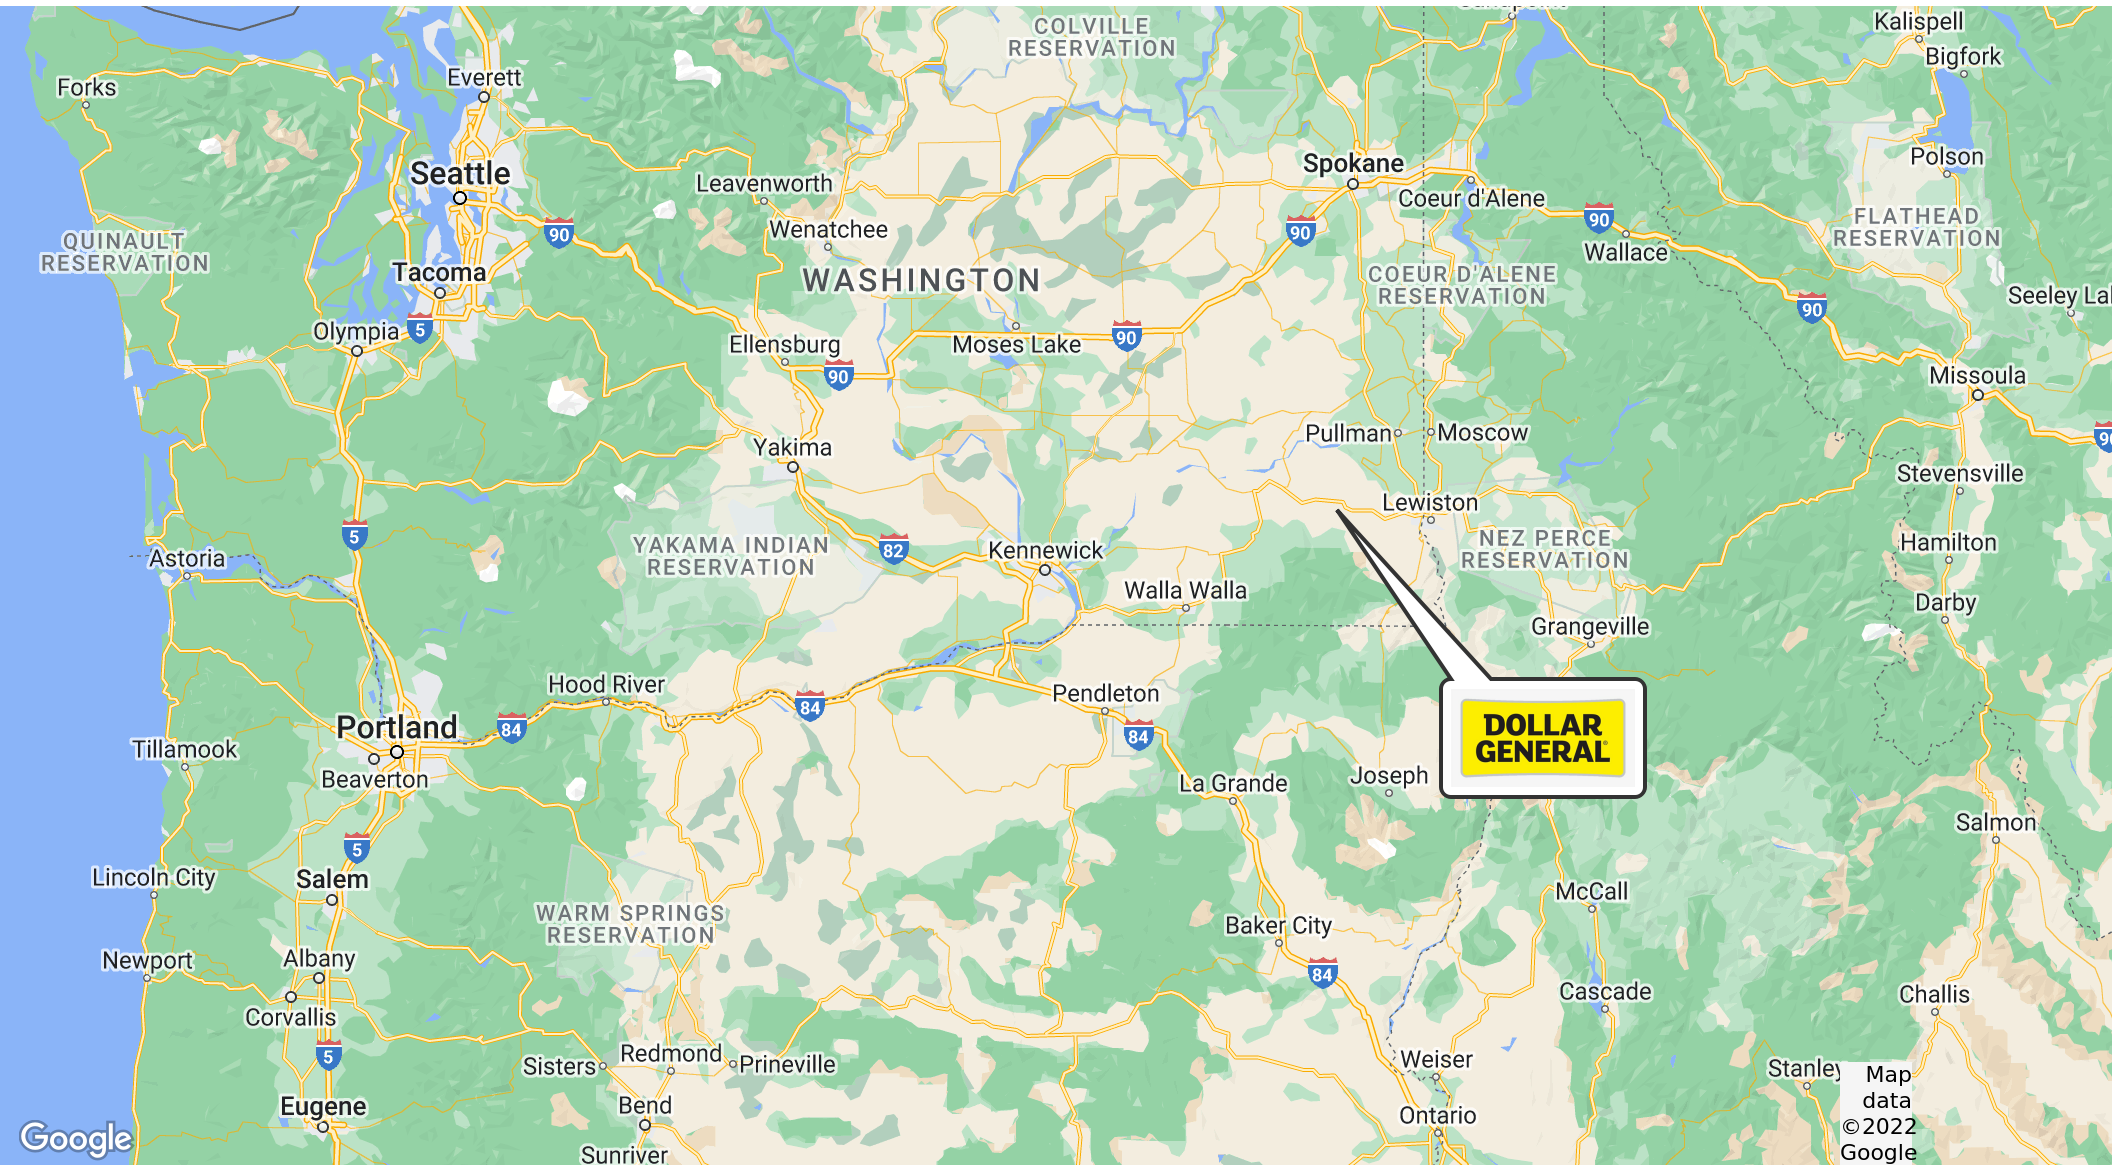 COLVILLE
RESERVATION
Kalispell
Bigfork
Forks
Everett
Seattle
Leavenworth
Spokane
Coeur d'Alene
Polson
Wenatchee
90
90
90
Wallace
FLATHEAD
RESERVATION
QUINAULT
RESERVATION
Tacoma
WASHINGTON
COEUR D'ALENE
RESERVATION
Seeley Lal
Olympia
5
Ellensburg
Moses Lake
90
90
90
Missoula
Yakima
Pullman
Moscow
90
Stevensville
Lewiston
5
Astoria
YAKAMA INDIAN
RESERVATION
82
Kennewick
NEZ PERCE
RESERVATION
Hamilton
Walla Walla
Darby
Grangeville
Hood River
Pendleton
84
84
84
Portland
Beaverton
Tillamook
DOLLAR
GENERAL
La Grande
Joseph
Salmon
5
Lincoln City
Salem
McCall
WARM SPRINGS
RESERVATION
Baker City
Newport
Albany
84
Cascade
Challis
Corvallis
5
Sisters
Redmond
Prineville
Weiser
Stanley
Eugene
Bend
Ontario
Sunriver
Google
Map
data
©2022
Google